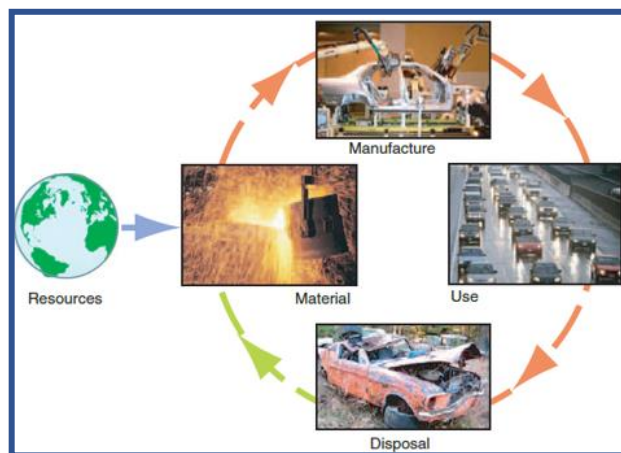 Manufacture
Resources
Material
Use
Disposal